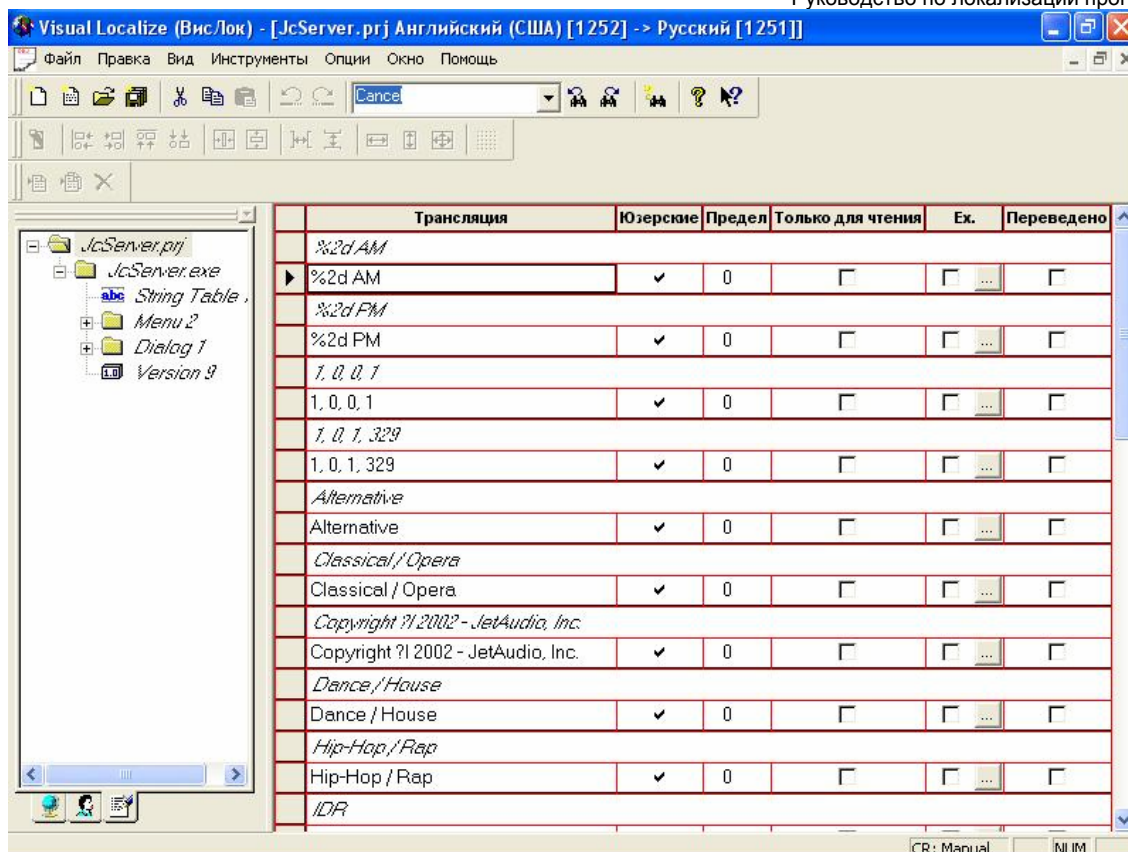 Руководство по локализации прог
Visual Localize (ВисЛок) - [JcServer.prj Английский (США) [1252] -> Русский [1251]]
Файл Правка Вид Инструменты Опции Окно Помощь
Cancel
Трансляция Юзерские Предел Только для чтения Ex. Переведено
JcServer.prj
JcServer.exe
abc String Table
Menu 2
Dialog 1
1.0 Version 9
%2d AM
%2d AM 0 ...
%2d PM
%2d PM 0 ...
1, 0, 0, 1
1, 0, 0, 1 0 ...
1, 0, 1, 329
1, 0, 1, 329 0 ...
Alternative
Alternative 0 ...
Classical / Opera
Classical / Opera 0 ...
Copyright ?l 2002 - JetAudio, Inc.
Copyright ?l 2002 - JetAudio, Inc. 0 ...
Dance / House
Dance / House 0 ...
Hip-Hop / Rap
Hip-Hop / Rap 0 ...
IDR
CR: Manual NUM